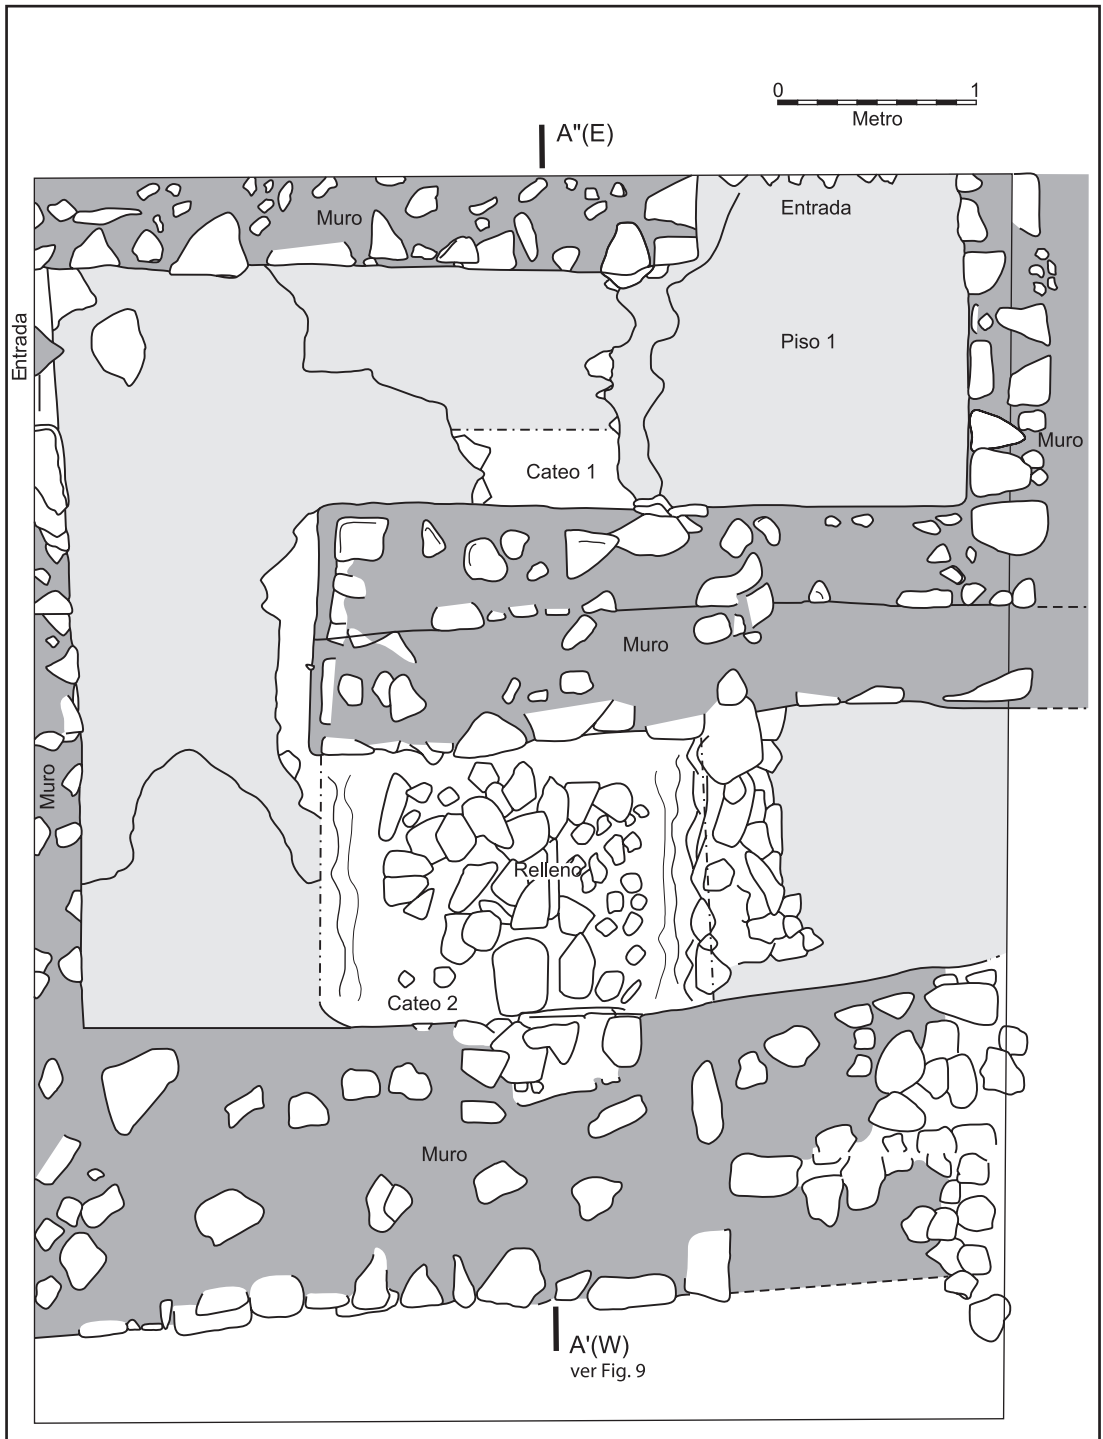 0 1
Metro
A"(E)
Muro
Entrada
Entrada
Piso 1
Muro
Cateo 1
Muro
Muro
Relleno
Cateo 2
Muro
A'(W)
ver Fig. 9